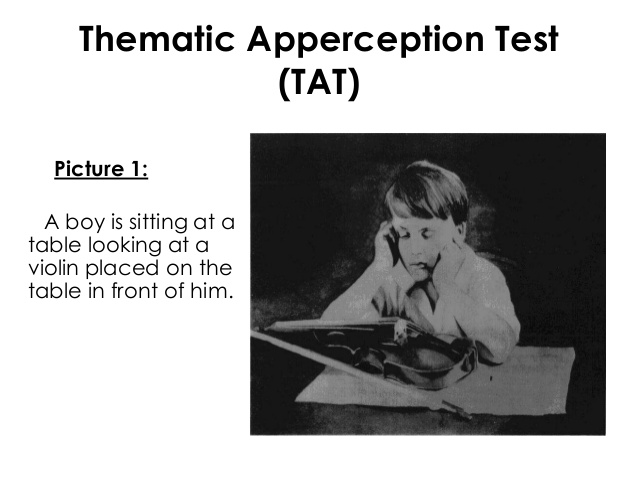 Thematic Apperception Test
(TAT)
Picture 1:
A boy is sitting at a
table looking at a
violin placed on the
table in front of him.